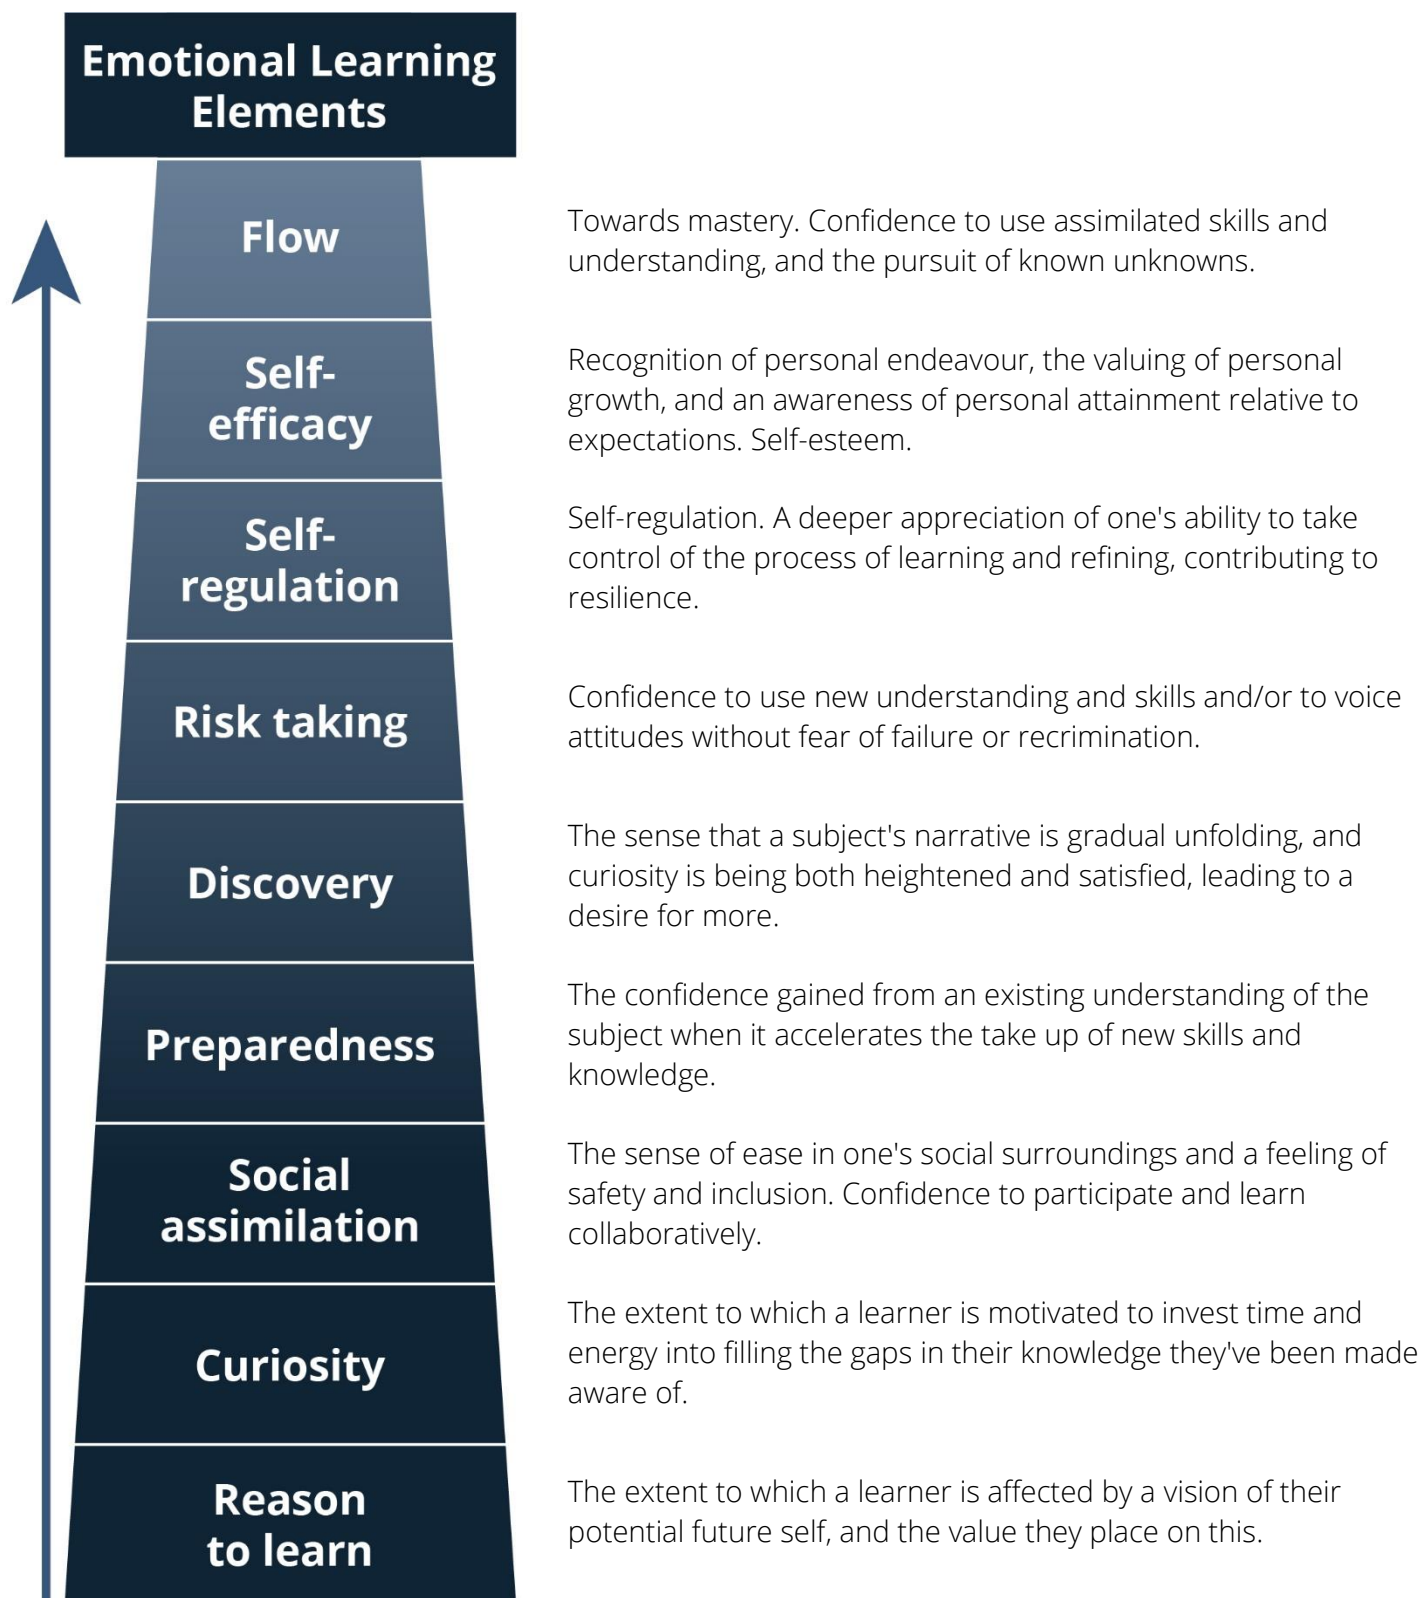 Emotional Learning
Elements
Flow
Towards mastery. Confidence to use assimilated skills and
understanding, and the pursuit of known unknowns.
Self-
efficacy
Recognition of personal endeavour, the valuing of personal
growth, and an awareness of personal attainment relative to
expectations. Self-esteem.
Self-
regulation
Self-regulation. A deeper appreciation of one's ability to take
control of the process of learning and refining, contributing to
resilience.
Risk taking
Confidence to use new understanding and skills and/or to voice
attitudes without fear of failure or recrimination.
Discovery
The sense that a subject's narrative is gradual unfolding, and
curiosity is being both heightened and satisfied, leading to a
desire for more.
Preparedness
The confidence gained from an existing understanding of the
subject when it accelerates the take up of new skills and
knowledge.
Social
assimilation
The sense of ease in one's social surroundings and a feeling of
safety and inclusion. Confidence to participate and learn
collaboratively.
Curiosity
The extent to which a learner is motivated to invest time and
energy into filling the gaps in their knowledge they've been made
aware of.
Reason
to learn
The extent to which a learner is affected by a vision of their
potential future self, and the value they place on this.